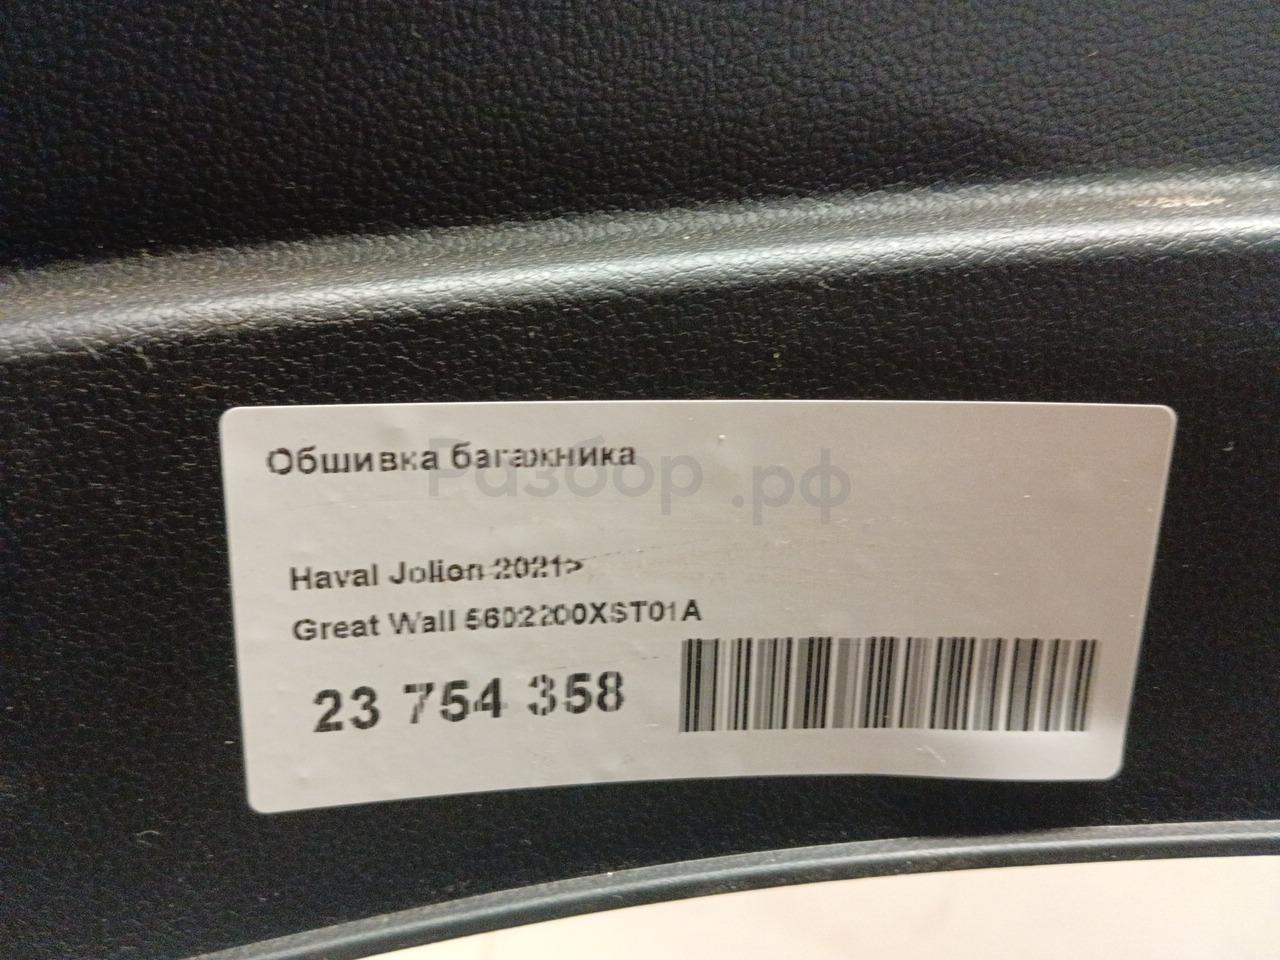 Обшивка багажника
Разбор.рф
Haval Jolion 2021>
Great Wall 5602200XST01A
23 754 358